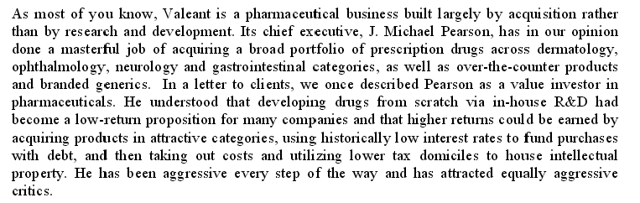 As most of you know, Valeant is a pharmaceutical business built largely by acquisition rather
than by research and development. Its chief executive, J. Michael Pearson, has in our opinion
done a masterful job of acquiring a broad portfolio of prescription drugs across dermatology,
ophthalmology, neurology and gastrointestinal categories, as well as over-the-counter products
and branded generics.  In a letter to clients, we once described Pearson as a value investor in
pharmaceuticals. He understood that developing drugs from scratch via in-house R&D had
become a low-return proposition for many companies and that higher returns could be earned by
acquiring products in attractive categories, using historically low interest rates to fund purchases
with debt, and then taking out costs and utilizing lower tax domiciles to house intellectual
property. He has been aggressive every step of the way and has attracted equally aggressive
critics.